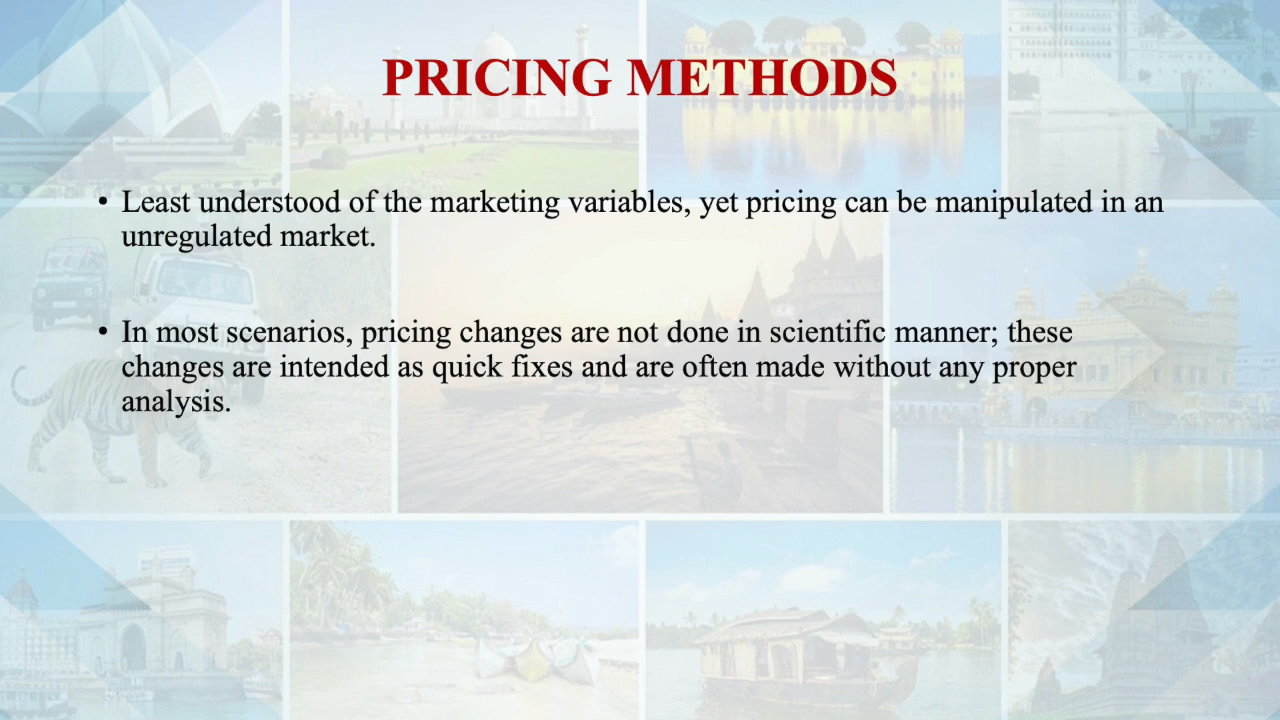 PRICING METHODS
• Least understood of the marketing variables, yet pricing can be manipulated in an
unregulated market.
• In most scenarios, pricing changes are not done in scientific manner; these
changes are intended as quick fixes and are often made without any proper
analysis.